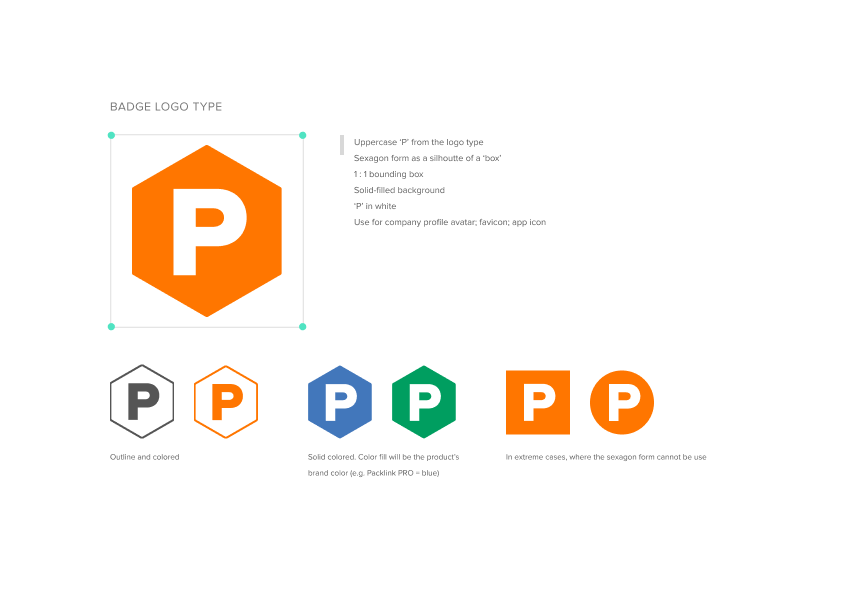 BADGE LOGO TYPE
P
Uppercase ‘P’ from the logo type
Sexagon form as a silhoutte of a ‘box’
1 : 1 bounding box
Solid-filled background
‘P’ in white
Use for company profile avatar; favicon; app icon
P P P P P P
Outline and colored
Solid colored. Color fill will be the product’s
brand color (e.g. Packlink PRO = blue)
In extreme cases, where the sexagon form cannot be use